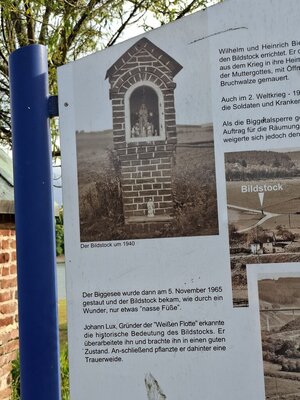 Wilhelm und Heinrich
den Bildstock errichtet. Er
aus dem Krieg in ihre Heim
der Muttergottes, mit Öffn
Bruchwalze gemauert.
Auch im 2. Weltkrieg - 19
die Soldaten und Kranken
Als die Biggetalsperre
Auftrag für die Räumung
weigerte sich jedoch den
Bildstock
Der Bildstock um 1940
Der Biggesee wurde dann am 5. November 1965
gestaut und der Bildstock bekam, wie durch ein
Wunder, nur etwas "nasse Füße".
Johann Lux, Gründer der "Weißen Flotte" erkannte
die historische Bedeutung des Bildstocks. Er
überarbeitete ihn und brachte ihn in einen guten
Zustand. An-schließend pflanzte er dahinter eine
Trauerweide.